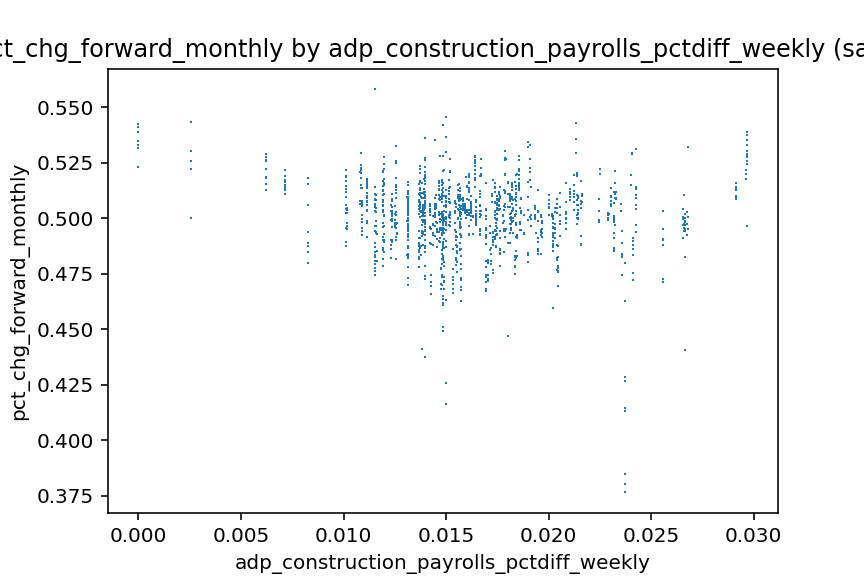 ct_chg_forward_monthly by adp_construction_payrolls_pctdiff_weekly (sa
0.550
0.525
0.500
0.475
0.450
0.425
0.400
0.375
pct_chg_forward_monthly
0.000 0.005 0.010 0.015 0.020 0.025 0.030
adp_construction_payrolls_pctdiff_weekly